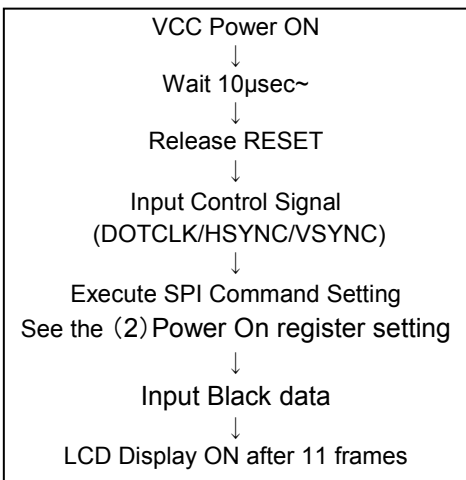 VCC Power ON
↓
Wait 10μsec~
↓
Release RESET
↓
Input Control Signal
(DOTCLK/HSYNC/VSYNC)
↓
Execute SPI Command Setting
See the（2）Power On register setting
↓
Input Black data
↓
LCD Display ON after 11 frames